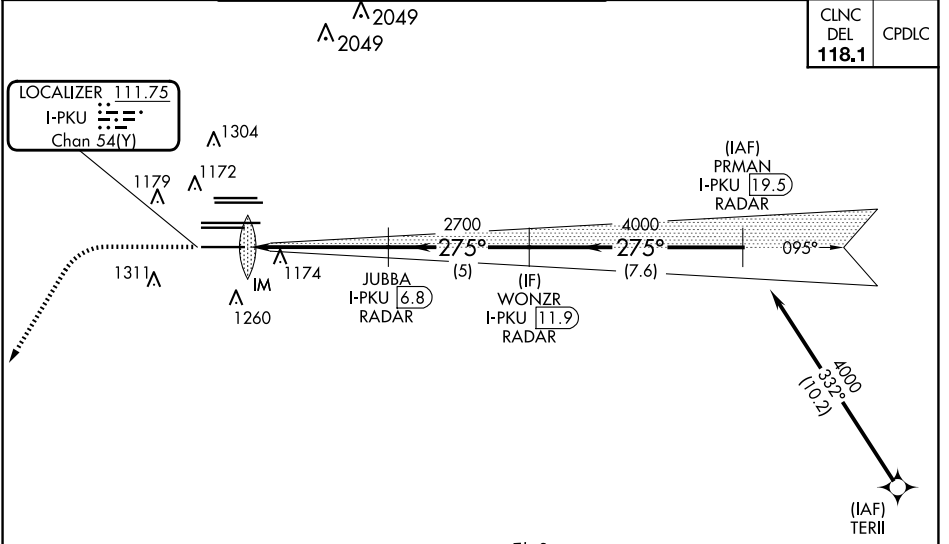 2049
2049
CLNC
DEL
118.1
CPDLC
LOCALIZER 111.75
I-PKU
Chan 54(Y)
1304
1172
1179
1311
1174
IM
1260
2700
4000
275°
275°
095°
(5)
(7.6)
JUBBA
I-PKU 6.8
RADAR
(IF)
WONZR
I-PKU 11.9
RADAR
(IAF)
PRMAN
I-PKU 19.5
RADAR
4000
332°
(10.2)
(IAF)
TERII